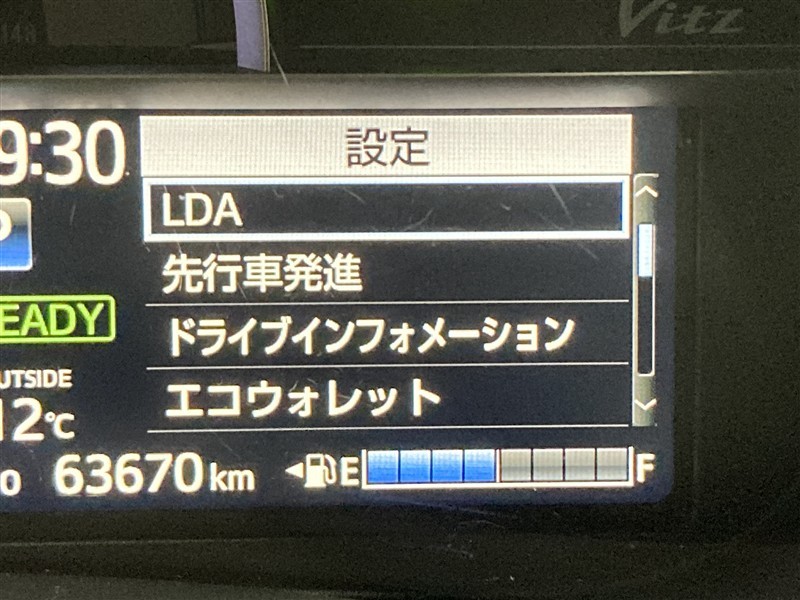 148
Vitz
9:30
設定
LDA
P
先行車発進
EADY
ドライブインフォメーション
UTSIDE
エコウォレット
12℃
63670 km
E
F